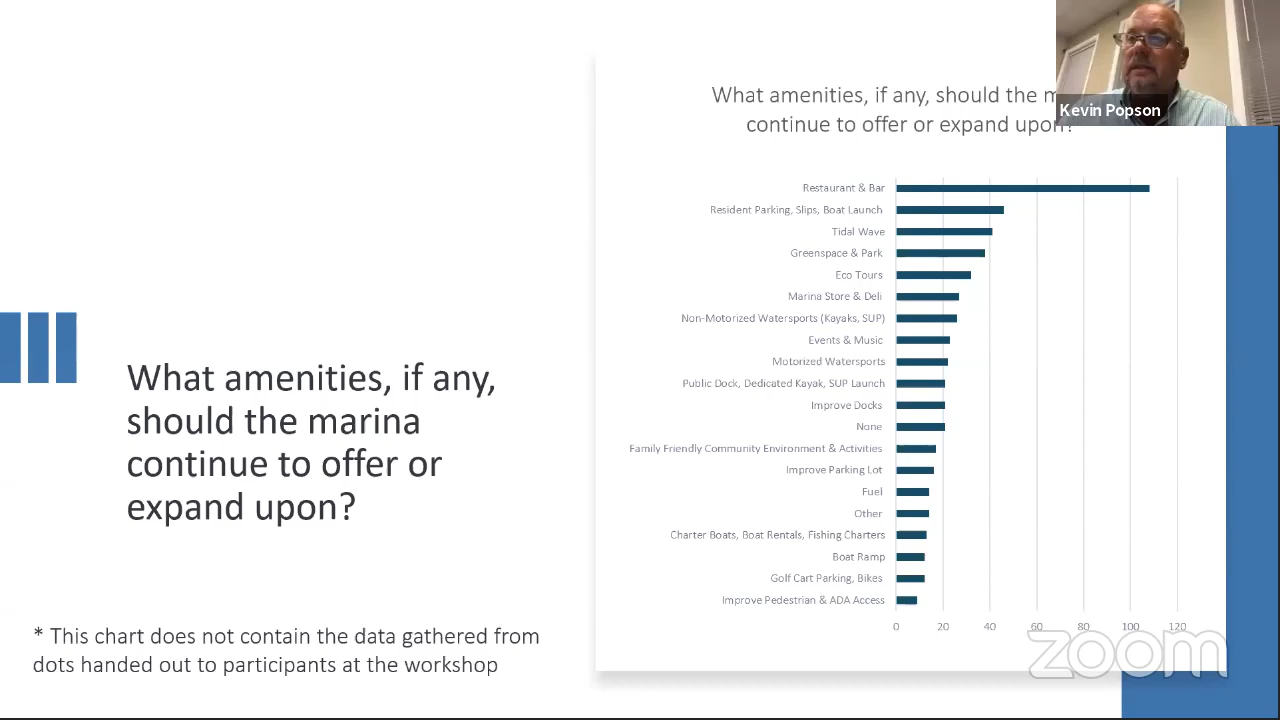 What amenities, if any, should the m
continue to offer or expand upon?
Kevin Popson
Restaurant & Bar
Resident Parking, Slips, Boat Launch
Tidal Wave
Greenspace & Park
Eco Tours
Marina Store & Deli
Non-Motorized Watersports (Kayaks, SUP)
Events & Music
Motorized Watersports
Public Dock, Dedicated Kayak, SUP Launch
Improve Docks
None
Family Friendly Community Environment & Activities
Improve Parking Lot
Fuel
Other
Charter Boats, Boat Rentals, Fishing Charters
Boat Ramp
Golf Cart Parking, Bikes
Improve Pedestrian & ADA Access
0 20 40 60 80 100 120
What amenities, if any,
should the marina
continue to offer or
expand upon?
* This chart does not contain the data gathered from
dots handed out to participants at the workshop
zoom